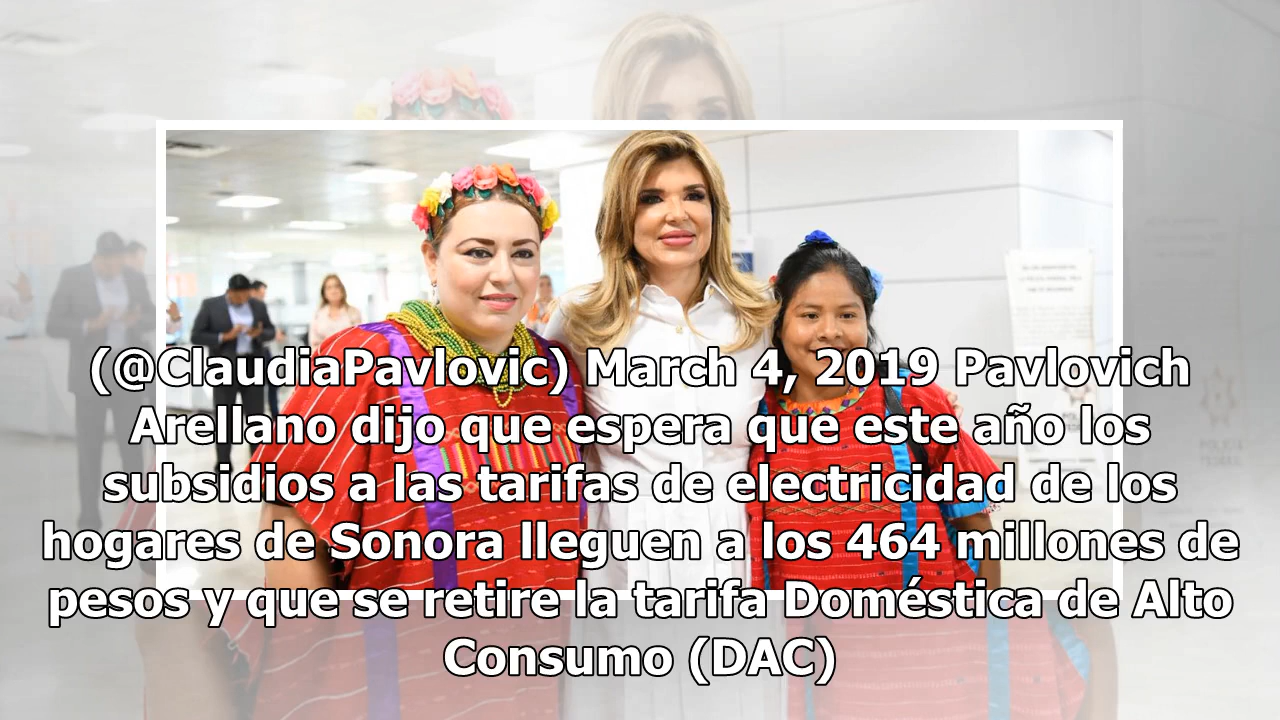 (@ClaudiaPavlovic) March 4, 2019 Pavlovich
Arellano dijo que espera que este año los
subsidios a las tarifas de electricidad de los
hogares de Sonora lleguen a los 464 millones de
pesos y que se retire la tarifa Doméstica de Alto
Consumo (DAC)